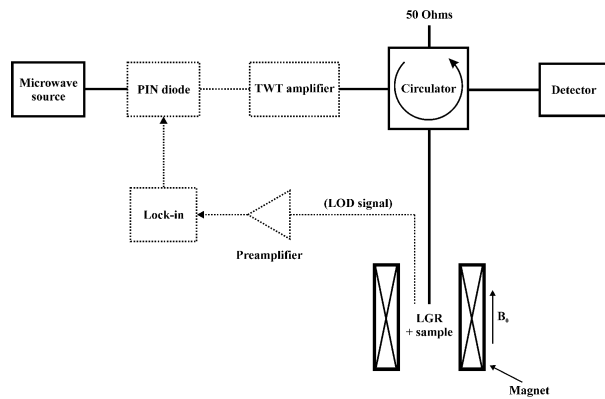 50 Ohms
Microwave
source
PIN diode
TWT amplifier
Circulator
Detector
Lock-in
(LOD signal)
Preamplifier
LGR
+ sample
B₀
Magnet